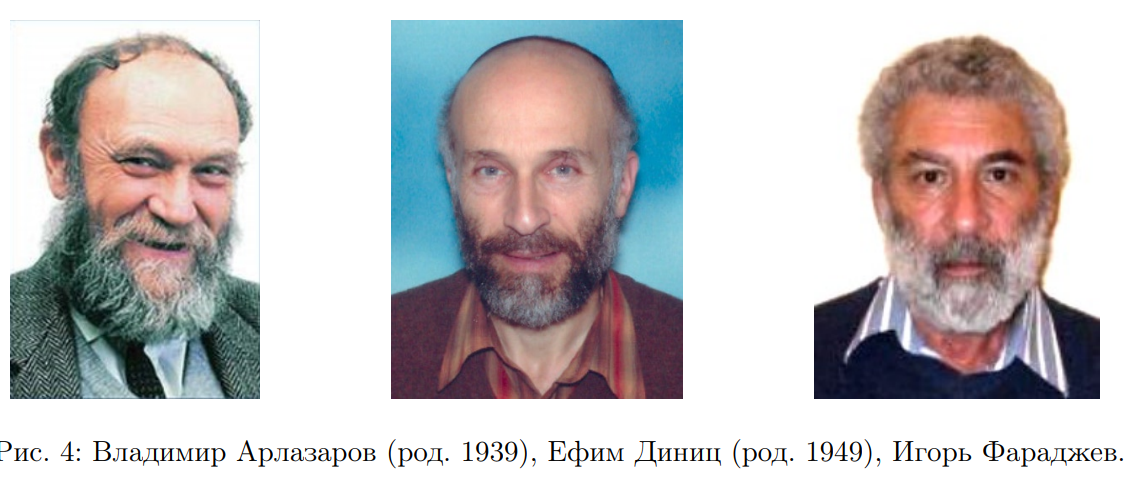 Рис. 4: Владимир Арлазаров (род. 1939), Ефим Диниц (род. 1949), Игорь Фараджев.